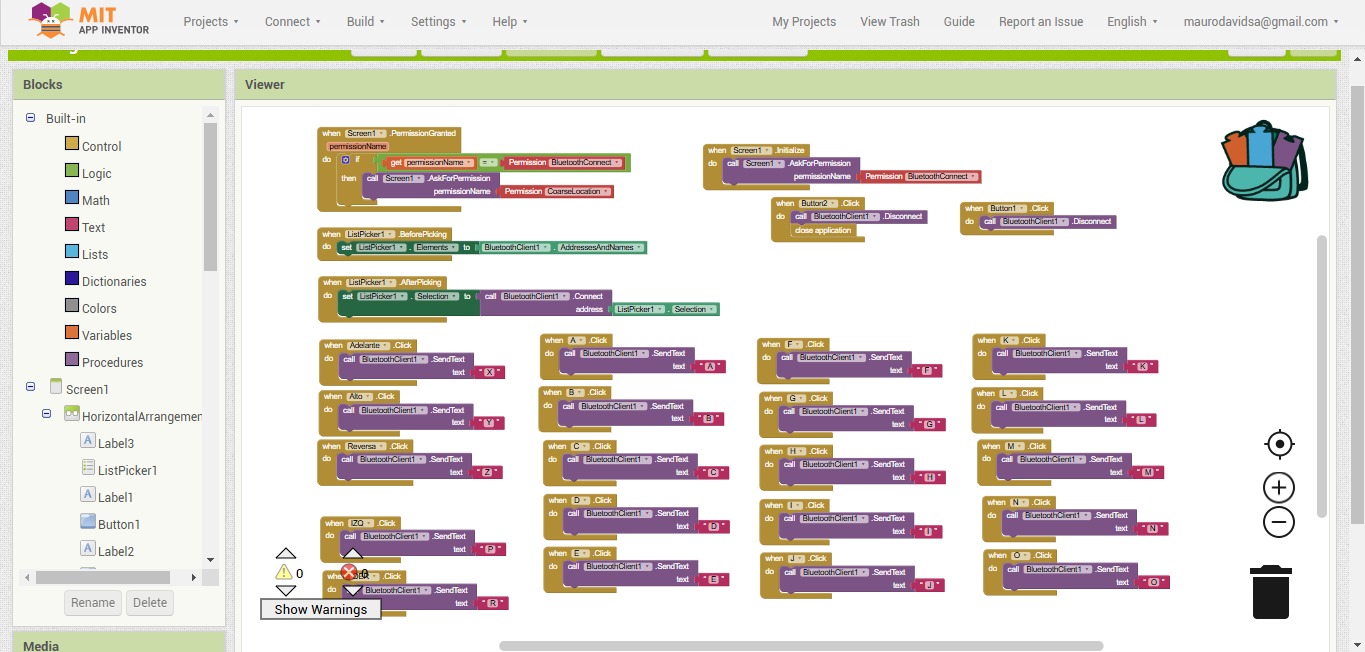 MIT
APP INVENTOR
Projects Connect Build Settings Help My Projects View Trash Guide Report an Issue English maurodavidsa@gmail.com
Blocks
Built-in
Control
Logic
Math
Text
Lists
Dictionaries
Colors
Variables
Procedures
Screen1
HorizontalArrangemen
Label3
ListPicker1
Label1
Button1
Label2
Rename Delete
Media
Viewer
when Screen1 .PermissionGranted
permissionName
do if get permissionName = Permission BluetoothConnect
then call Screen1 .AskForPermission
permissionName Permission CoarseLocation
when Screen1 .Initialize
do call Screen1 .AskForPermission
permissionName Permission BluetoothConnect
when Button2 .Click
do call BluetoothClient1 .Disconnect
close application
when Button1 .Click
do call BluetoothClient1 .Disconnect
when ListPicker1 .BeforePicking
do set ListPicker1 . Elements to BluetoothClient1 . AddressesAndNames
when ListPicker1 .AfterPicking
do set ListPicker1 . Selection to call BluetoothClient1 .Connect
address ListPicker1 . Selection
when Adelante .Click
do call BluetoothClient1 .SendText
text " X "
when Alto .Click
do call BluetoothClient1 .SendText
text " Y "
when Reversa .Click
do call BluetoothClient1 .SendText
text " Z "
when IZQ .Click
do call BluetoothClient1 .SendText
text " P "
when .Click
do BluetoothClient1 .SendText
text " R "
when A .Click
do call BluetoothClient1 .SendText
text " A "
when B .Click
do call BluetoothClient1 .SendText
text " B "
when C .Click
do call BluetoothClient1 .SendText
text " C "
when D .Click
do call BluetoothClient1 .SendText
text " D "
when E .Click
do call BluetoothClient1 .SendText
text " E "
when F .Click
do call BluetoothClient1 .SendText
text " F "
when G .Click
do call BluetoothClient1 .SendText
text " G "
when H .Click
do call BluetoothClient1 .SendText
text " H "
when I .Click
do call BluetoothClient1 .SendText
text " I "
when J .Click
do call BluetoothClient1 .SendText
text " J "
when K .Click
do call BluetoothClient1 .SendText
text " K "
when L .Click
do call BluetoothClient1 .SendText
text " L "
when M .Click
do call BluetoothClient1 .SendText
text " M "
when N .Click
do call BluetoothClient1 .SendText
text " N "
when O .Click
do call BluetoothClient1 .SendText
text " O "
0 0
Show Warnings